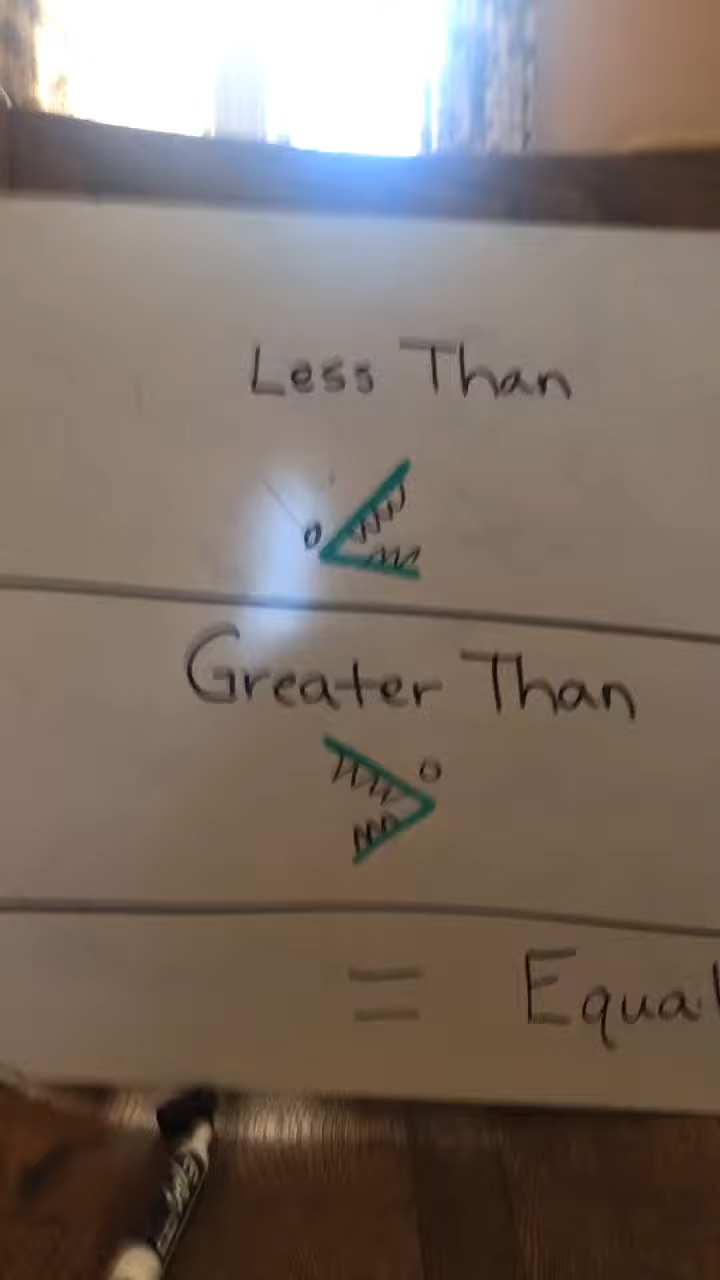 Less Than
<
Greater Than
>
= Equal